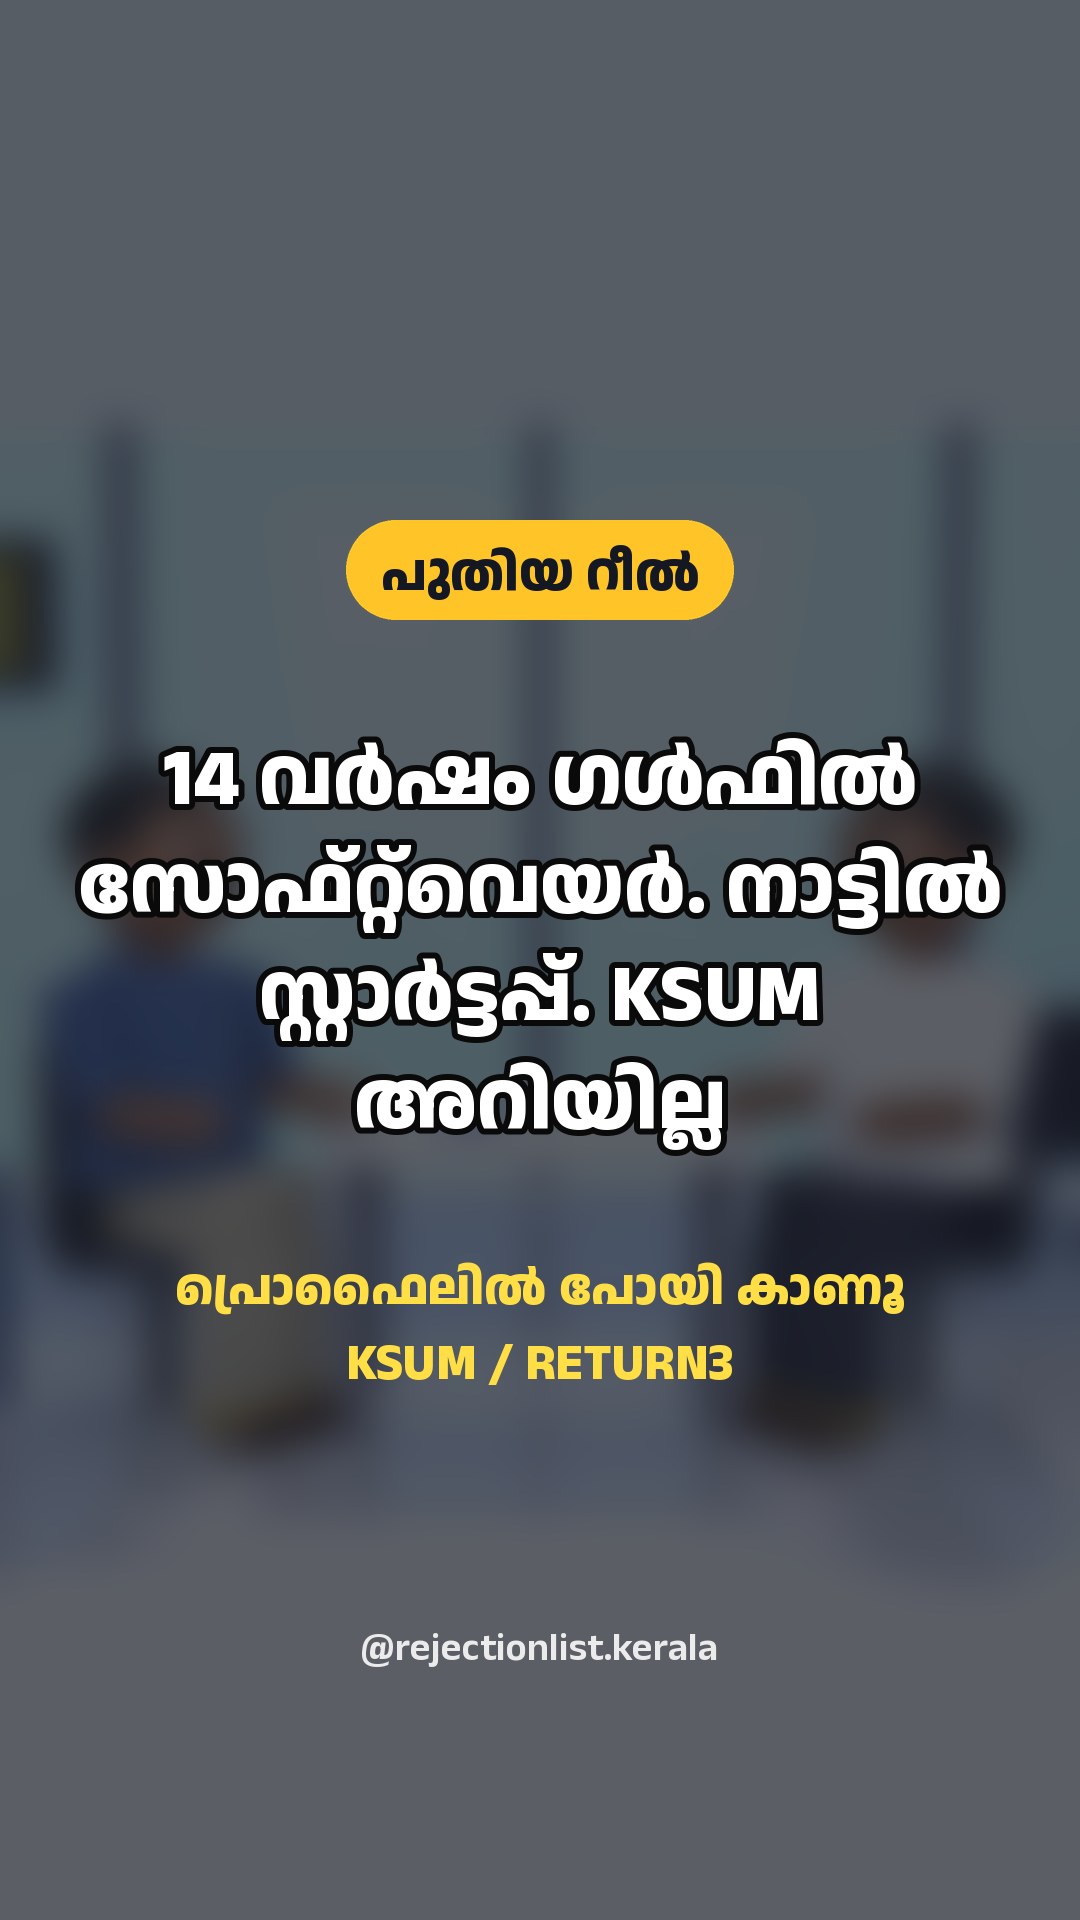 പുതിയ റീൽ
14 വർഷം ഗൾഫിൽ
സോഫ്റ്റ്‌വെയർ. നാട്ടിൽ
സ്റ്റാർട്ടപ്പ്. KSUM
അറിയില്ല
പ്രൊഫൈലിൽ പോയി കാണൂ
KSUM / RETURN3
@rejectionlist.kerala